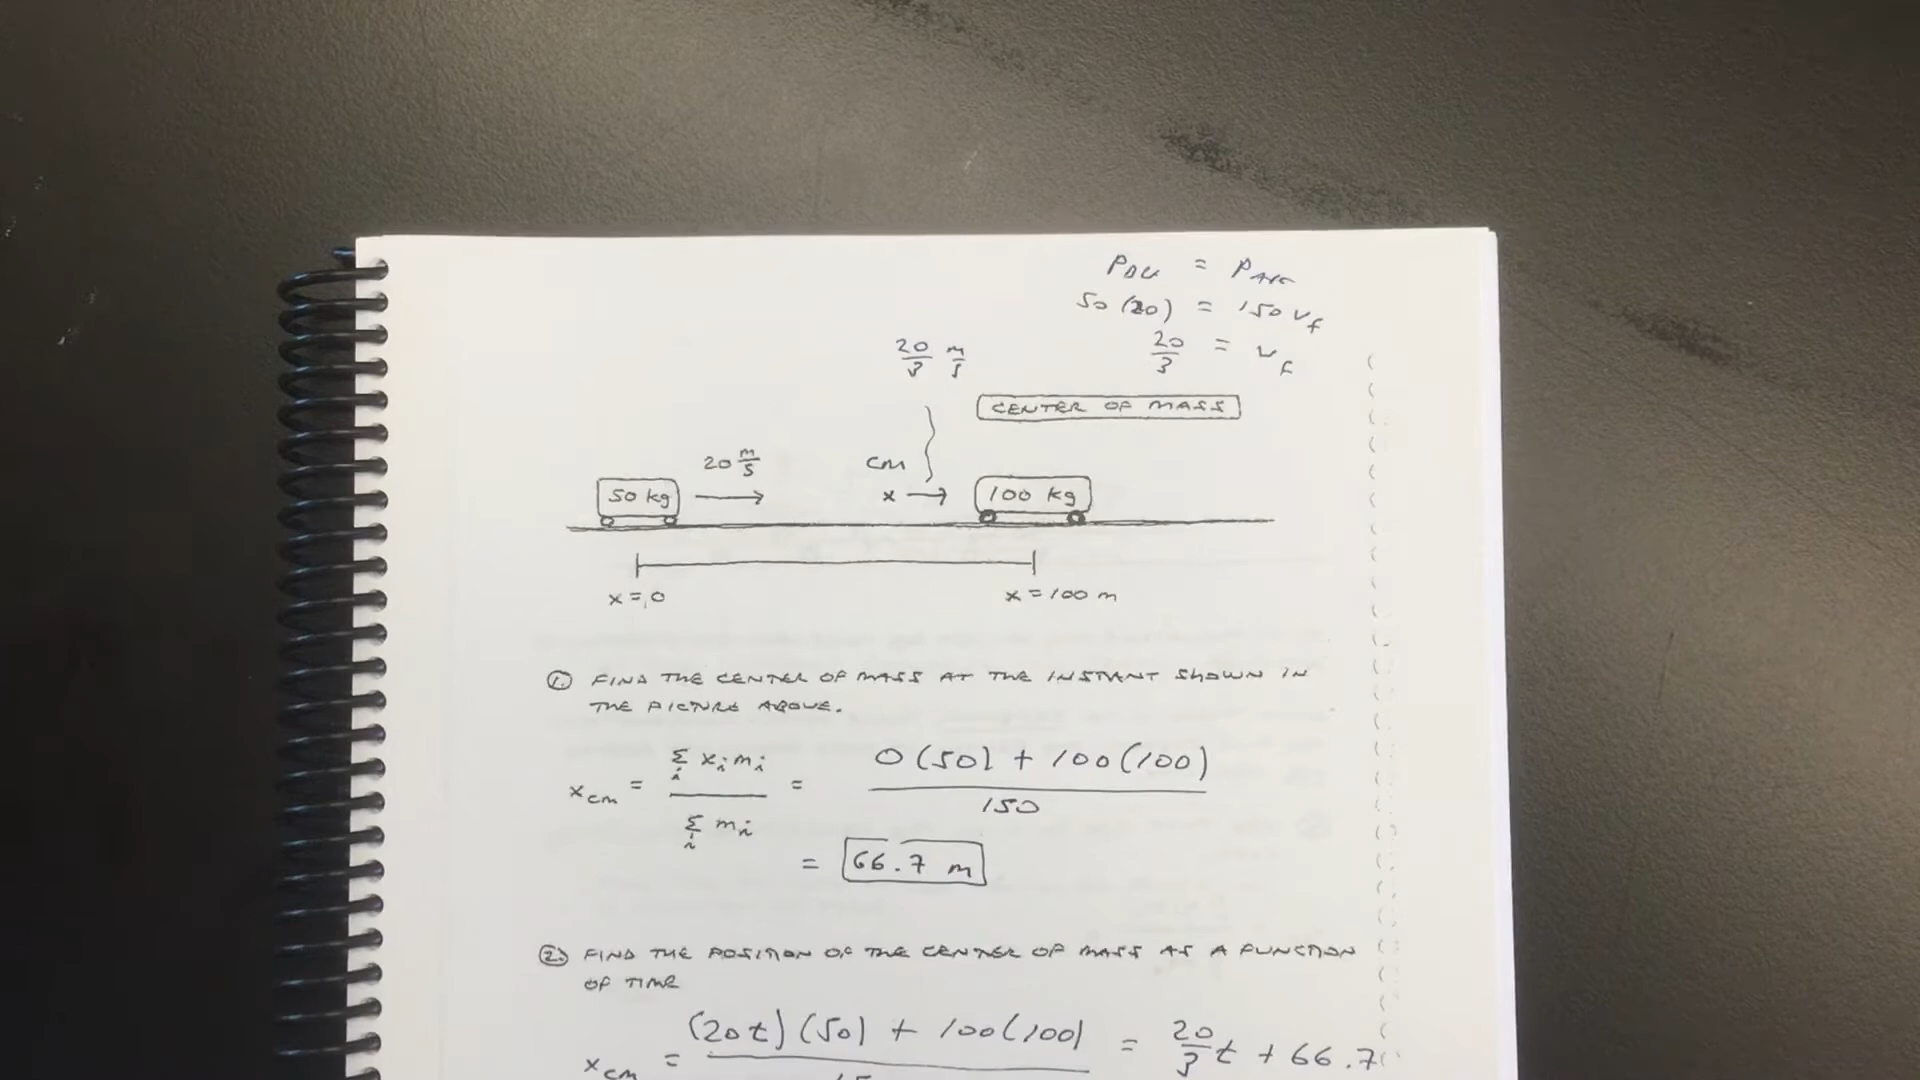 50 (20) = 150 v_f
20/3 = v_f
20/3 m/s
CENTER OF MASS
20 m/s
cm
50 kg
x
100 kg
x = 0
x = 100 m
① FIND THE CENTER OF MASS AT THE INSTANT SHOWN IN
THE PICTURE ABOVE.
x_cm = Σ_i x_i m_i / Σ_i m_i = 0(50) + 100(100) / 150
= 66.7 m
② FIND THE POSITION OF THE CENTER OF MASS AS A FUNCTION
OF TIME
x_cm = (20t)(50) + 100(100) = 20/3 t + 66.7